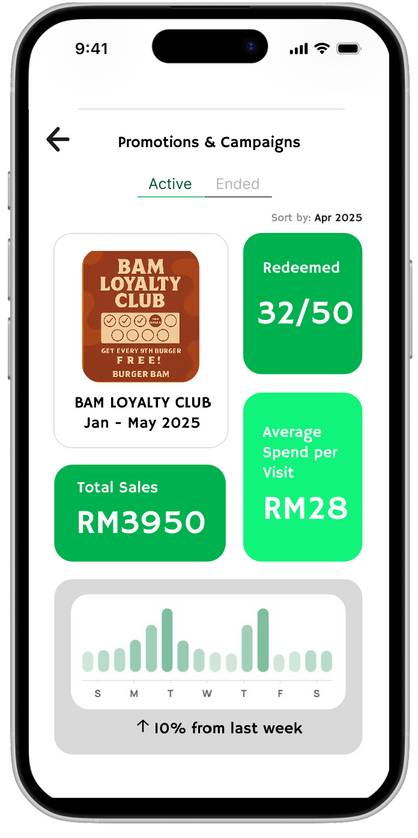 9:41
Promotions & Campaigns
Active Ended
Sort by: Apr 2025
BAM
LOYALTY
CLUB
GET EVERY 9TH BURGER
FREE!
BURGER BAM
BAM LOYALTY CLUB
Jan - May 2025
Redeemed
32/50
Average
Spend per
Visit
RM28
Total Sales
RM3950
S M T W T F S
↑ 10% from last week